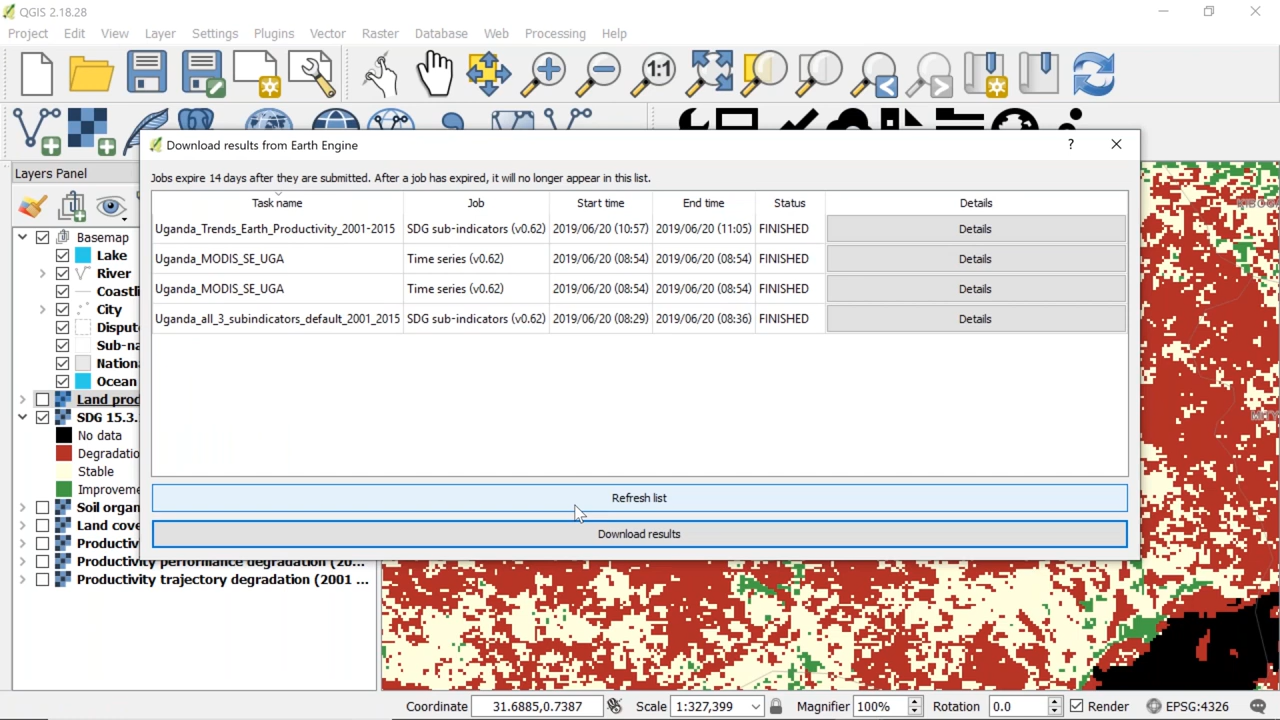 QGIS 2.18.28
Project Edit View Layer Settings Plugins Vector Raster Database Web Processing Help
1:1
Layers Panel
Download results from Earth Engine ?
Jobs expire 14 days after they are submitted. After a job has expired, it will no longer appear in this list.
Task name Job Start time End time Status Details
Uganda_Trends_Earth_Productivity_2001-2015 SDG sub-indicators (v0.62) 2019/06/20 (10:57) 2019/06/20 (11:05) FINISHED Details
Uganda_MODIS_SE_UGA Time series (v0.62) 2019/06/20 (08:54) 2019/06/20 (08:54) FINISHED Details
Uganda_MODIS_SE_UGA Time series (v0.62) 2019/06/20 (08:54) 2019/06/20 (08:54) FINISHED Details
Uganda_all_3_subindicators_default_2001_2015 SDG sub-indicators (v0.62) 2019/06/20 (08:29) 2019/06/20 (08:36) FINISHED Details
Refresh list
Download results
Basemap
Lake
River
Coastli
City
Disput
Sub-na
Nation
Ocean
Land proc
SDG 15.3.
No data
Degradatio
Stable
Improveme
Soil organ
Land cove
Productiv
Productivity performance degradation (20...
Productivity trajectory degradation (2001 ...
Coordinate 31.6885,0.7387 Scale 1:327,399 Magnifier 100% Rotation 0.0 Render EPSG:4326